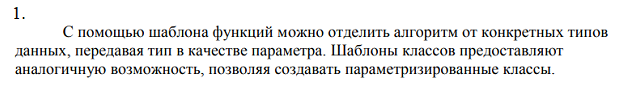 1.
С помощью шаблона функций можно отделить алгоритм от конкретных типов
данных, передавая тип в качестве параметра. Шаблоны классов предоставляют
аналогичную возможность, позволяя создавать параметризированные классы.